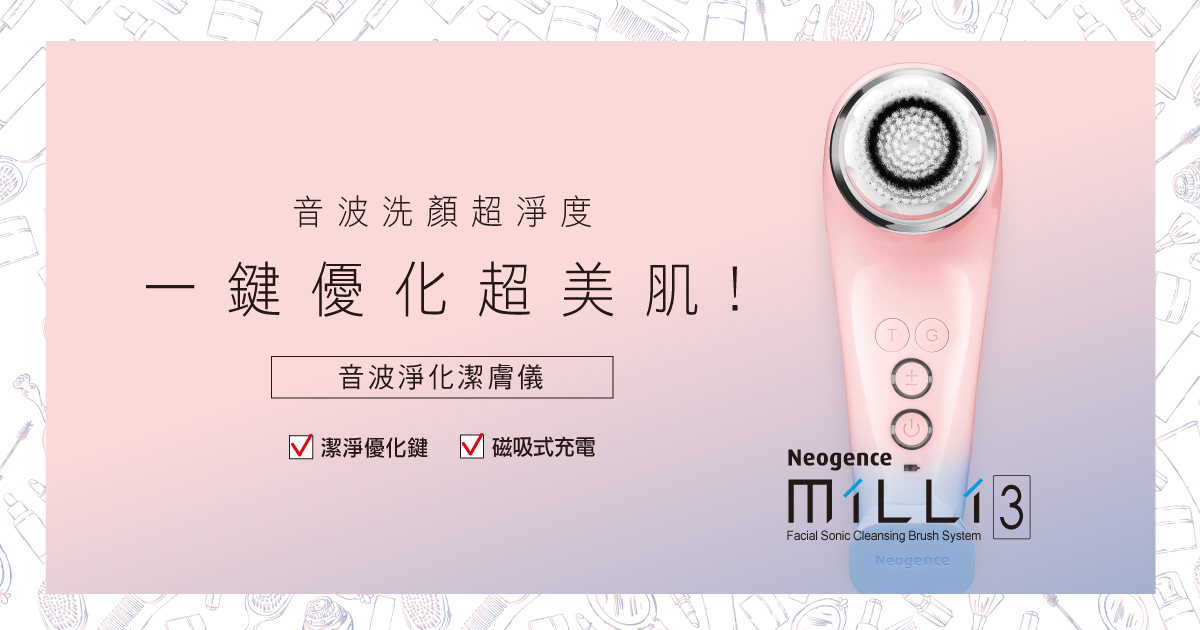 音波洗顏超淨度
一鍵優化超美肌!
音波淨化潔膚儀
潔淨優化鍵
磁吸式充電
T G
Neogence
MiLLi 3
Facial Sonic Cleansing Brush System
Neogence